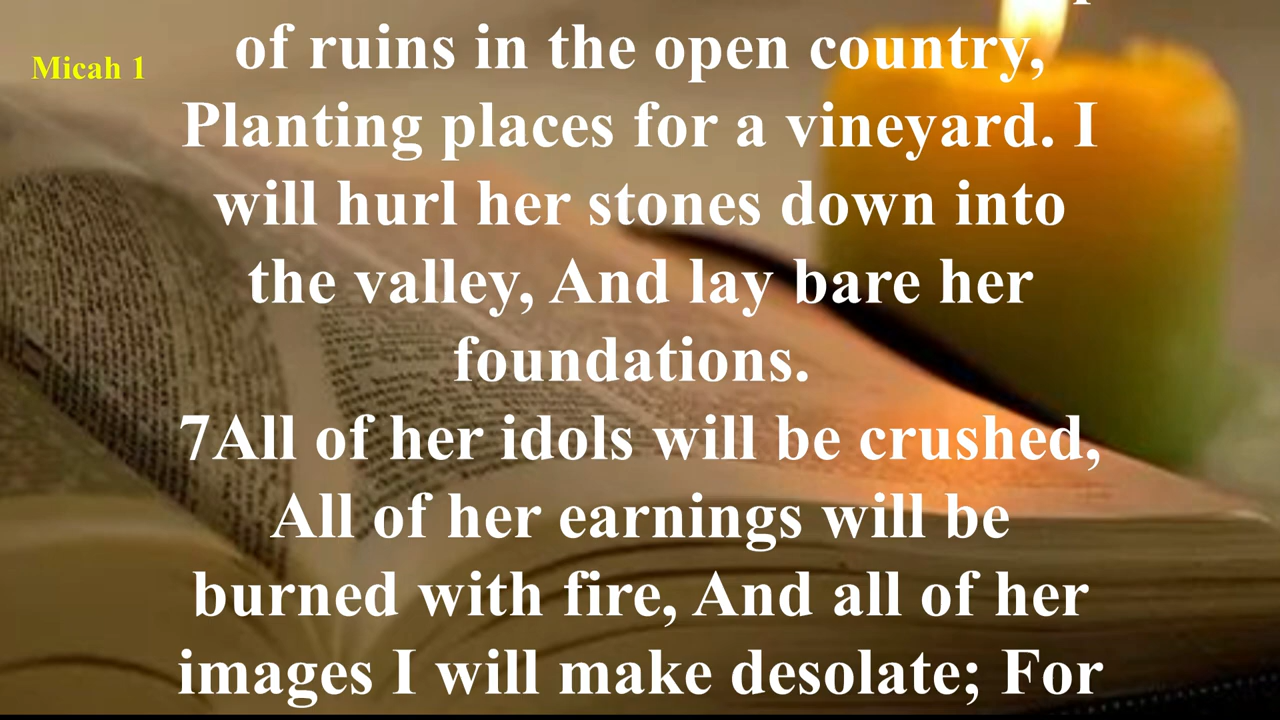 Micah 1
of ruins in the open country,
Planting places for a vineyard. I
will hurl her stones down into
the valley, And lay bare her
foundations.
7All of her idols will be crushed,
All of her earnings will be
burned with fire, And all of her
images I will make desolate; For